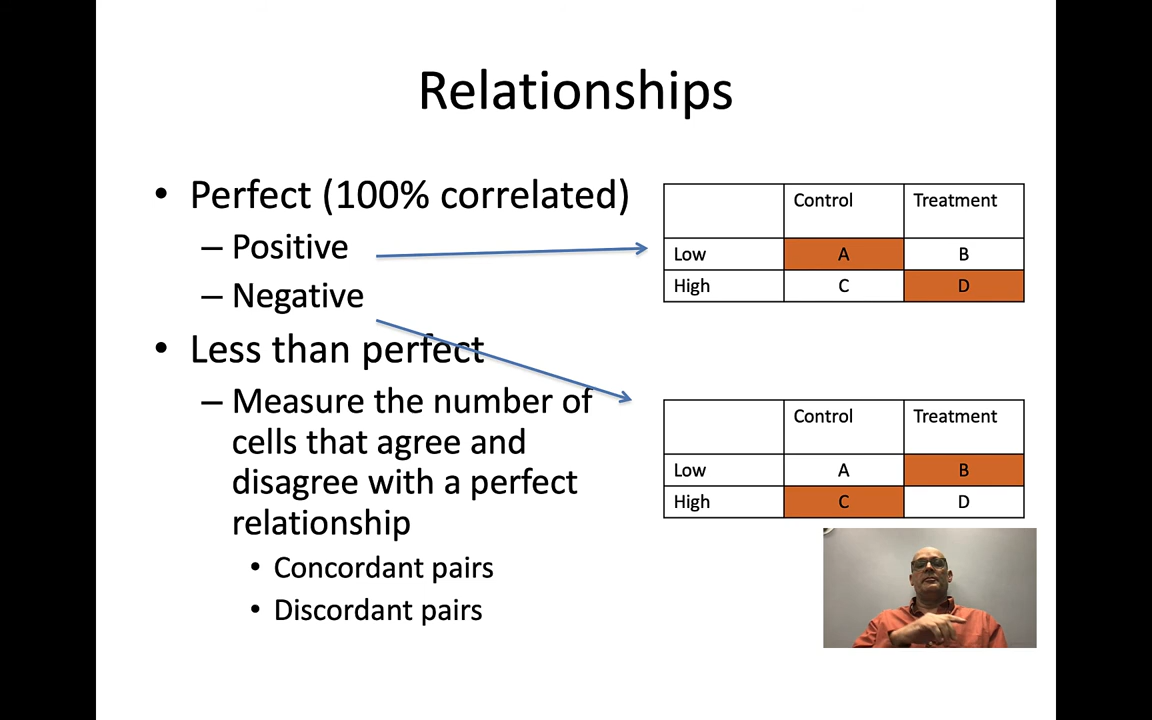 Relationships
• Perfect (100% correlated)
– Positive
– Negative
• Less than perfect
– Measure the number of
cells that agree and
disagree with a perfect
relationship
• Concordant pairs
• Discordant pairs
Control Treatment
Low A B
High C D
Control Treatment
Low A B
High C D